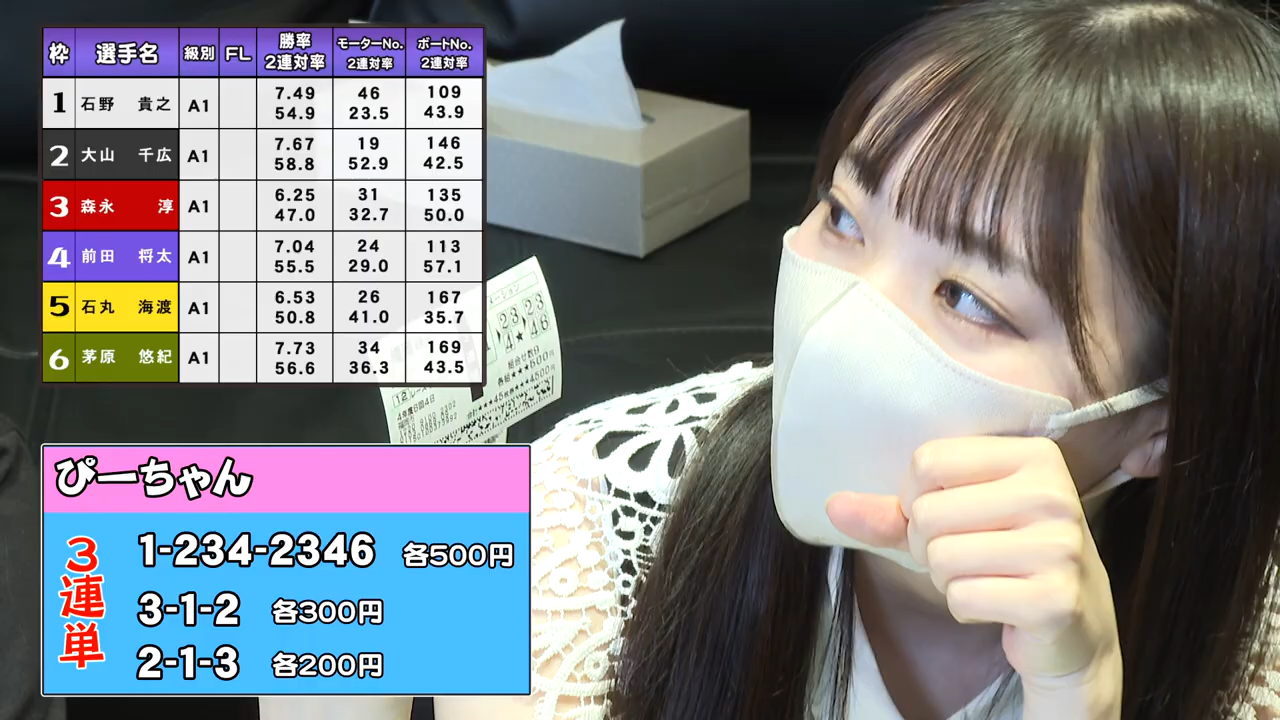 枠 選手名 級別 FL 勝率 2連対率 モーターNo. 2連対率 ボートNo. 2連対率
1 石野 貴之 A1 7.49 54.9 46 23.5 109 43.9
2 大山 千広 A1 7.67 58.8 19 52.9 146 42.5
3 森永 淳 A1 6.25 47.0 31 32.7 135 50.0
4 前田 将太 A1 7.04 55.5 24 29.0 113 57.1
5 石丸 海渡 A1 6.53 50.8 26 41.0 167 35.7
6 茅原 悠紀 A1 7.73 56.6 34 36.3 169 43.5
ぴーちゃん
3連単
1-234-2346 各500円
3-1-2 各300円
2-1-3 各200円